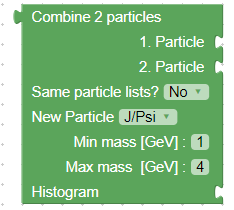 Combine 2 particles
1. Particle
2. Particle
Same particle lists? No
New Particle J/Psi
Min mass [GeV] : 1
Max mass [GeV] : 4
Histogram